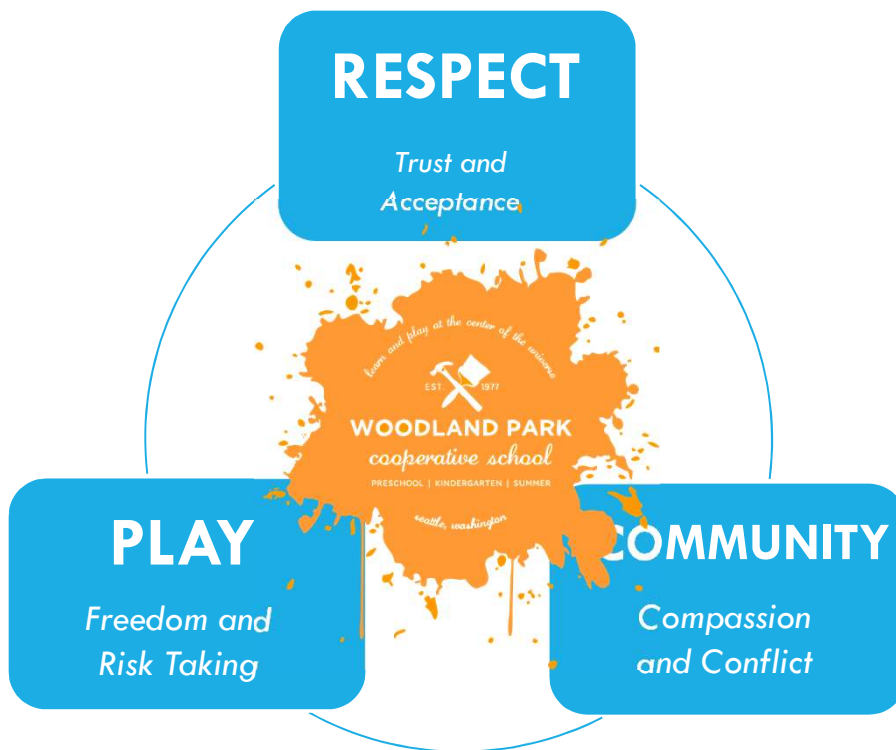 RESPECT
Trust and
Acceptance
learn and play at the center of the universe
EST. 1977
WOODLAND PARK
cooperative school
PRESCHOOL | KINDERGARTEN | SUMMER
seattle, washington
PLAY
Freedom and
Risk Taking
COMMUNITY
Compassion
and Conflict